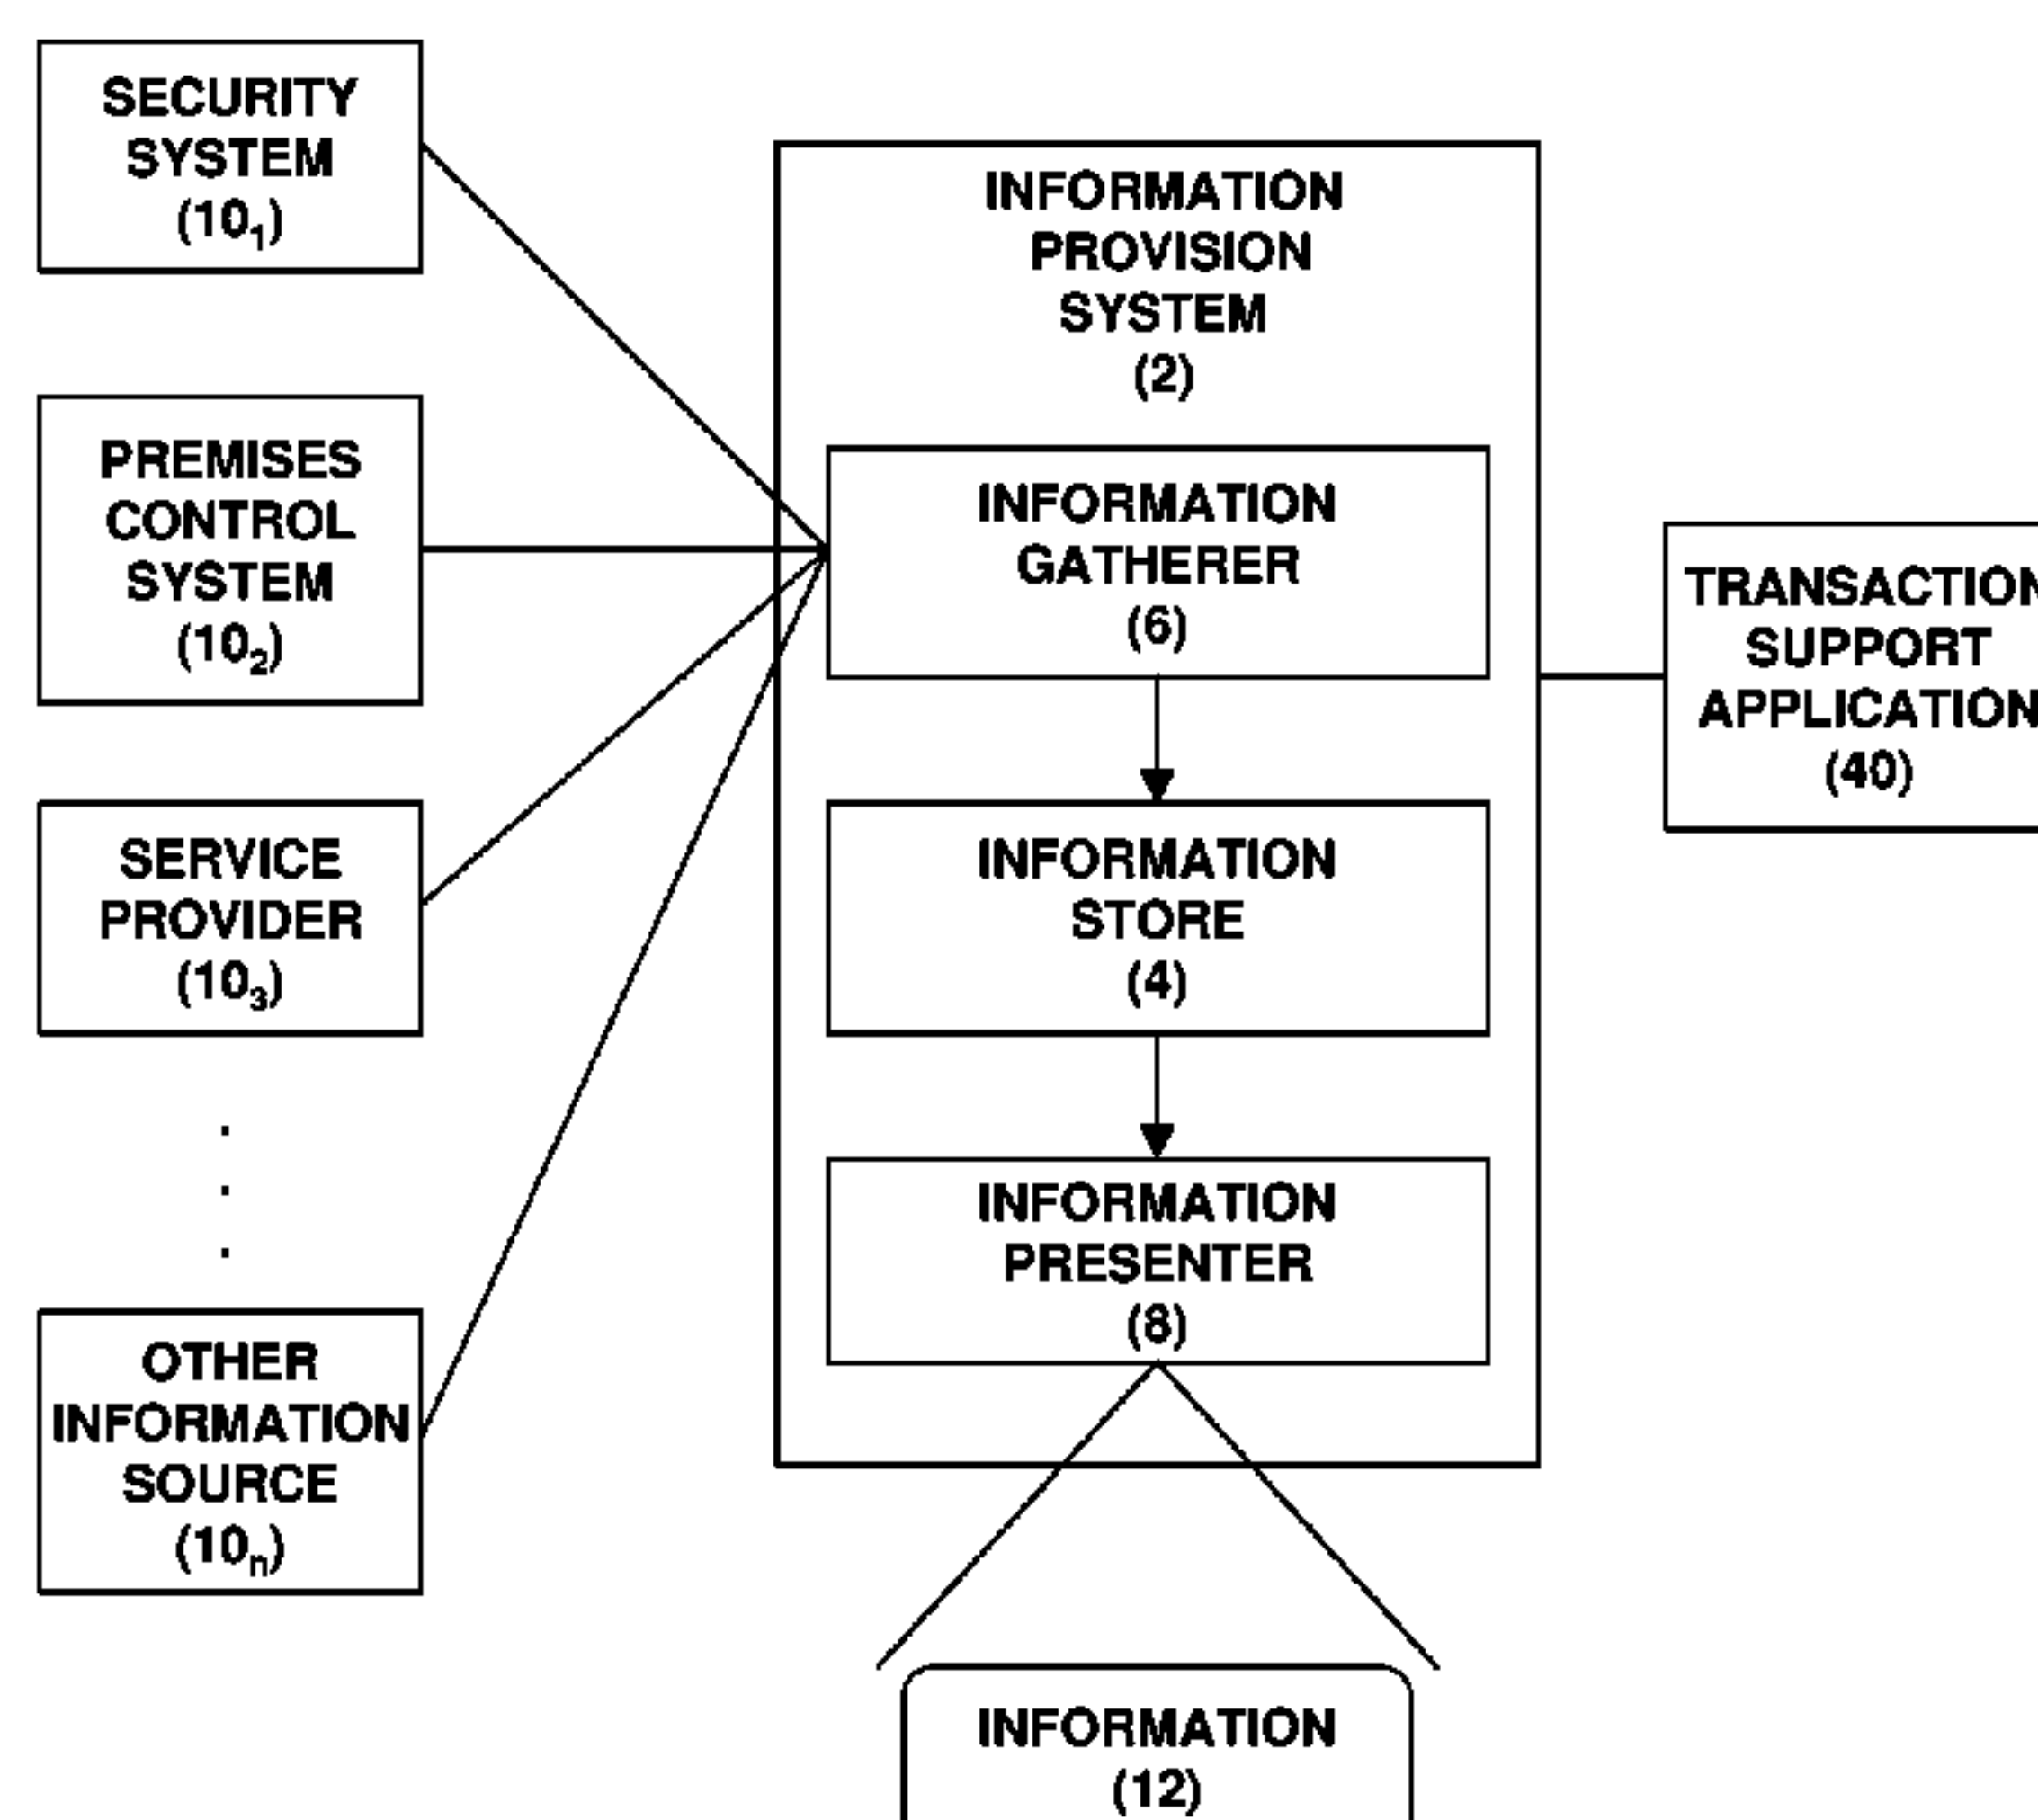 SECURITY
SYSTEM
(10₁)
PREMISES
CONTROL
SYSTEM
(10₂)
SERVICE
PROVIDER
(10₃)
.
.
.
OTHER
INFORMATION
SOURCE
(10ₙ)
INFORMATION
PROVISION
SYSTEM
(2)
INFORMATION
GATHERER
(6)
INFORMATION
STORE
(4)
INFORMATION
PRESENTER
(8)
INFORMATION
(12)
TRANSACTION
SUPPORT
APPLICATION
(40)